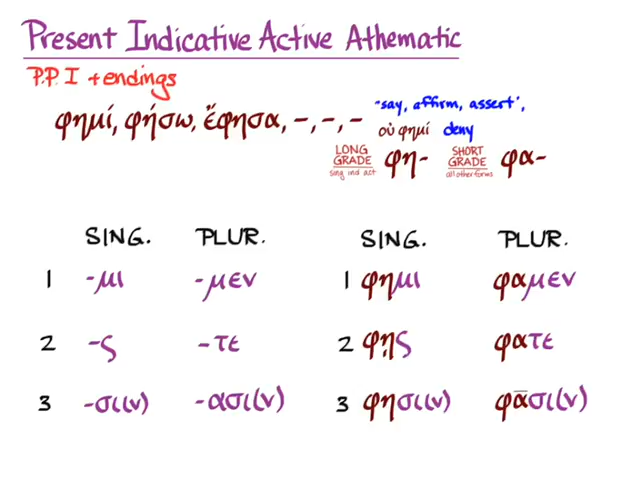 Present Indicative Active Athematic
P.P. I + endings
φημί, φήσω, ἔφησα, –, –, –
"say, affirm, assert",
οὐ φημί deny
LONG GRADE sing ind act φη- SHORT GRADE all other forms φα-
SING. PLUR. SING. PLUR.
1 -μι -μεν 1 φημι φαμεν
2 -ς -τε 2 φῃς φατε
3 -σι(ν) -ασι(ν) 3 φησι(ν) φᾱσι(ν)